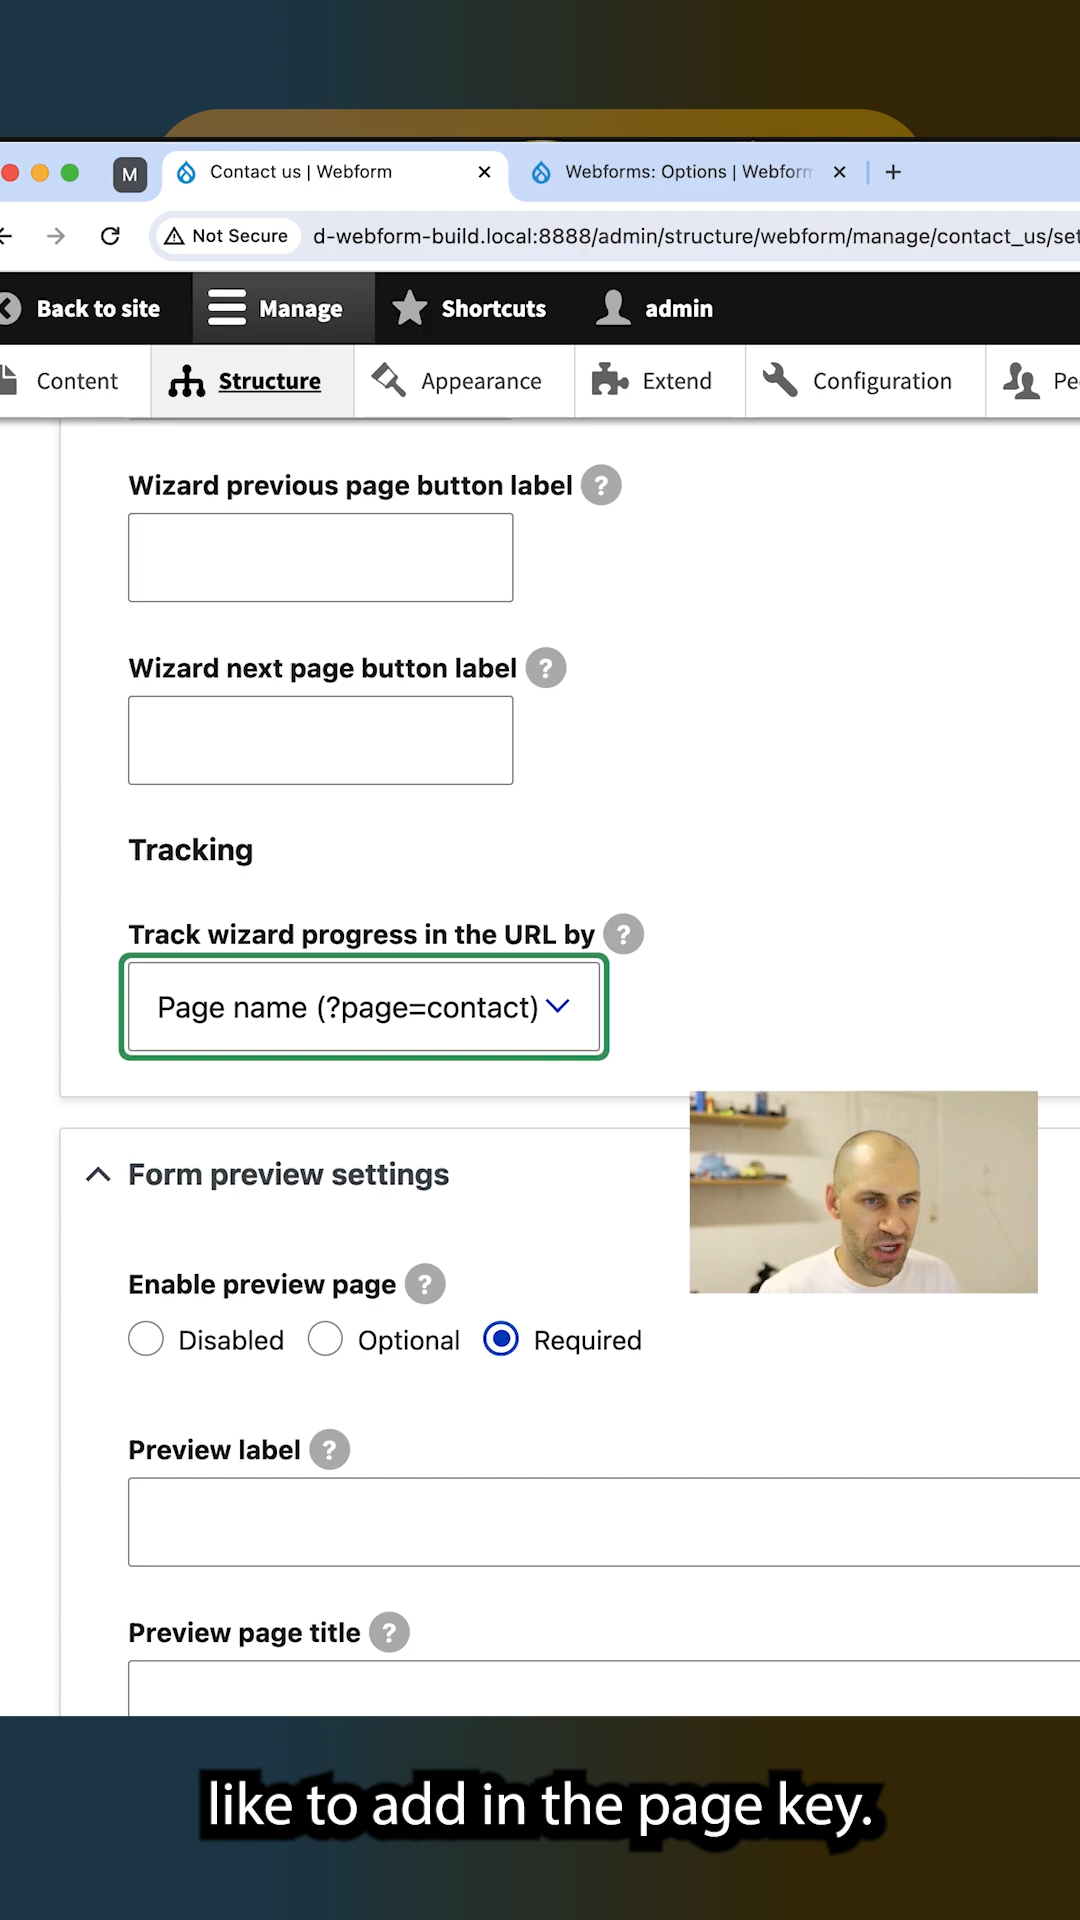 M
Contact us | Webform
Webforms: Options | Webform
Not Secure
d-webform-build.local:8888/admin/structure/webform/manage/contact_us/set
Back to site
Manage
Shortcuts
admin
Content
Structure
Appearance
Extend
Configuration
Pe
Wizard previous page button label ?
Wizard next page button label ?
Tracking
Track wizard progress in the URL by ?
Page name (?page=contact)
Form preview settings
Enable preview page ?
Disabled
Optional
Required
Preview label ?
Preview page title ?
like to add in the page key.